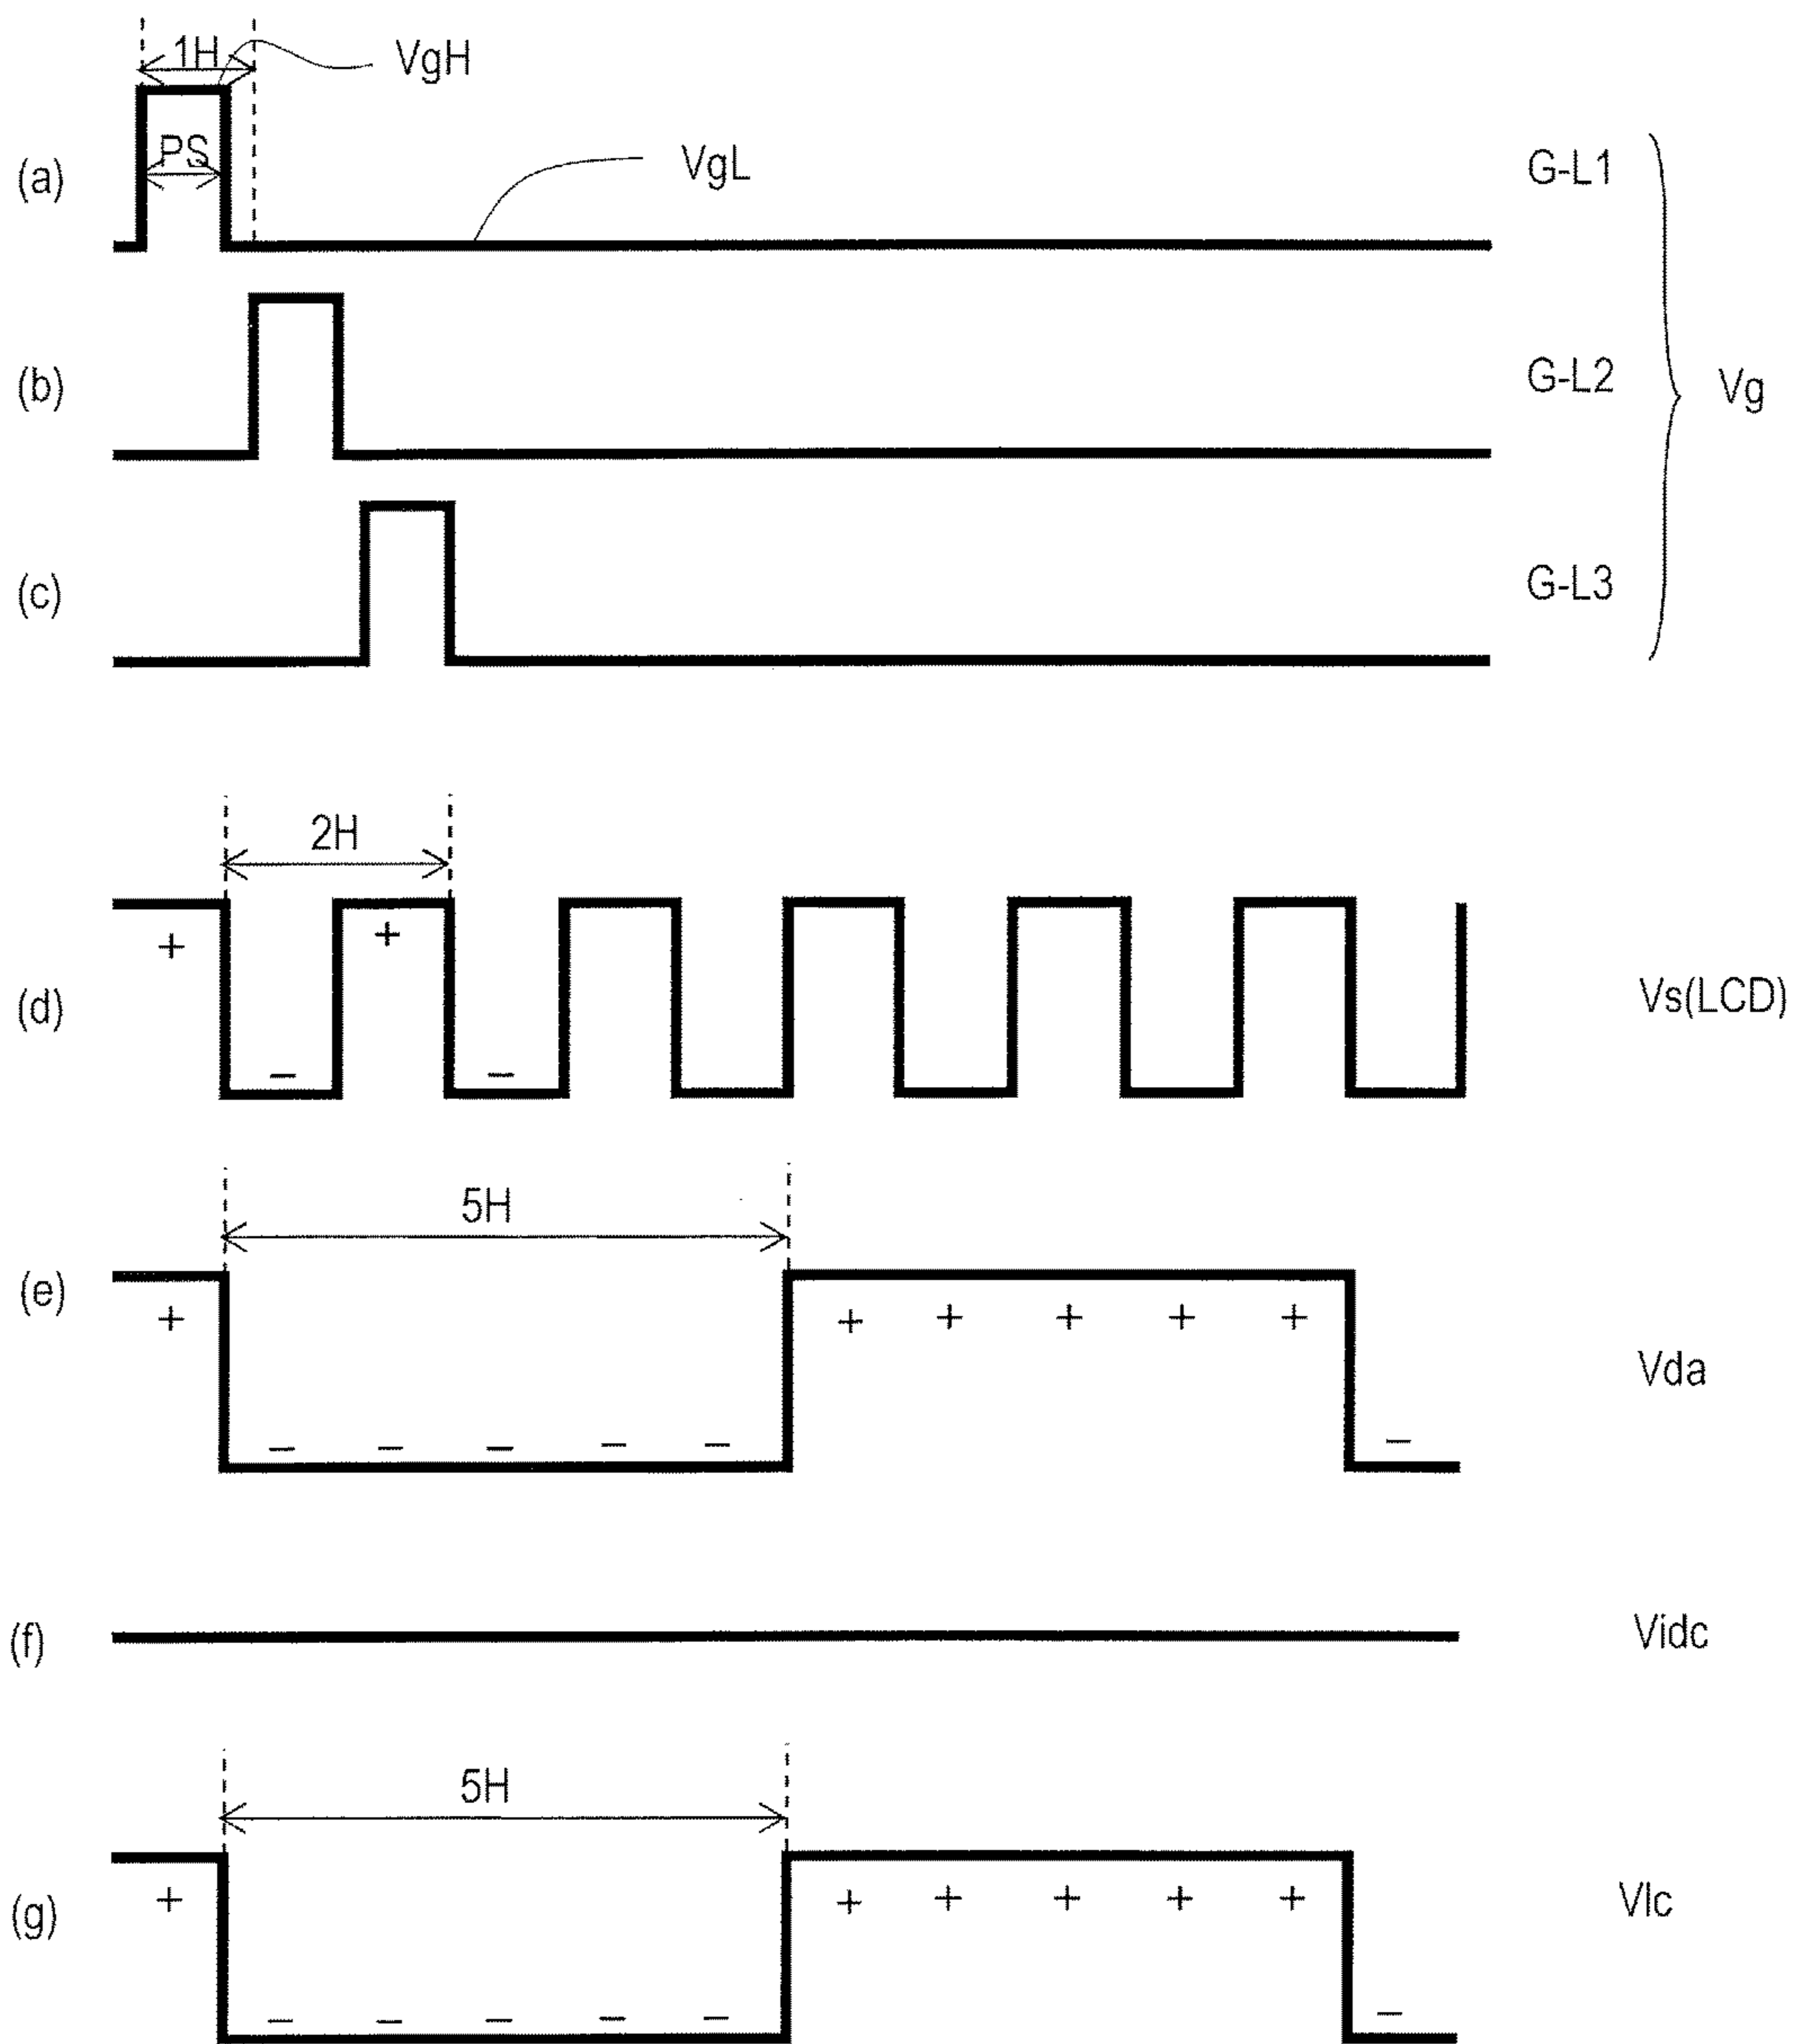 1H
VgH
(a)
PS
VgL
G-L1
(b)
G-L2
Vg
(c)
G-L3
2H
+
+
(d)
Vs(LCD)
− −
5H
(e)
+ + + + + +
Vda
− − − − − −
(f)
Vidc
5H
(g)
+ + + + + +
Vlc
− − − − − −